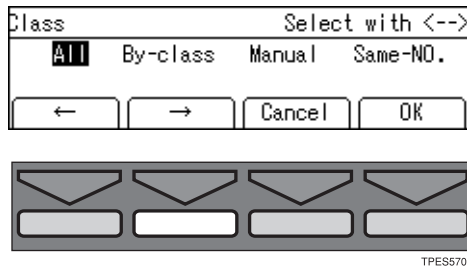 Class Select with <-->
All By-class Manual Same-NO.
← → Cancel OK
TPES570